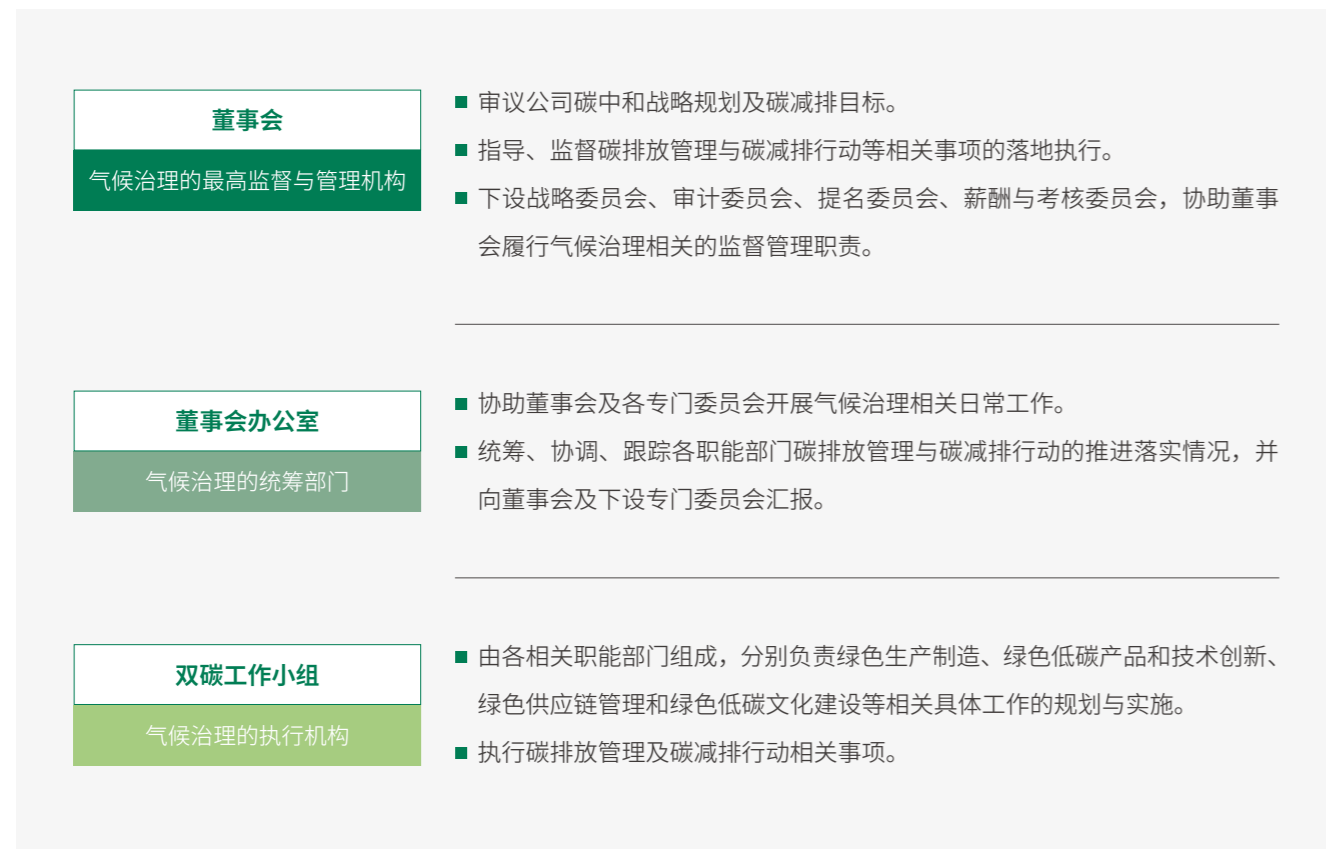 董事会
气候治理的最高监督与管理机构
■ 审议公司碳中和战略规划及碳减排目标。
■ 指导、监督碳排放管理与碳减排行动等相关事项的落地执行。
■ 下设战略委员会、审计委员会、提名委员会、薪酬与考核委员会，协助董事
会履行气候治理相关的监督管理职责。
董事会办公室
气候治理的统筹部门
■ 协助董事会及各专门委员会开展气候治理相关日常工作。
■ 统筹、协调、跟踪各职能部门碳排放管理与碳减排行动的推进落实情况，并
向董事会及下设专门委员会汇报。
双碳工作小组
气候治理的执行机构
■ 由各相关职能部门组成，分别负责绿色生产制造、绿色低碳产品和技术创新、
绿色供应链管理和绿色低碳文化建设等相关具体工作的规划与实施。
■ 执行碳排放管理及碳减排行动相关事项。